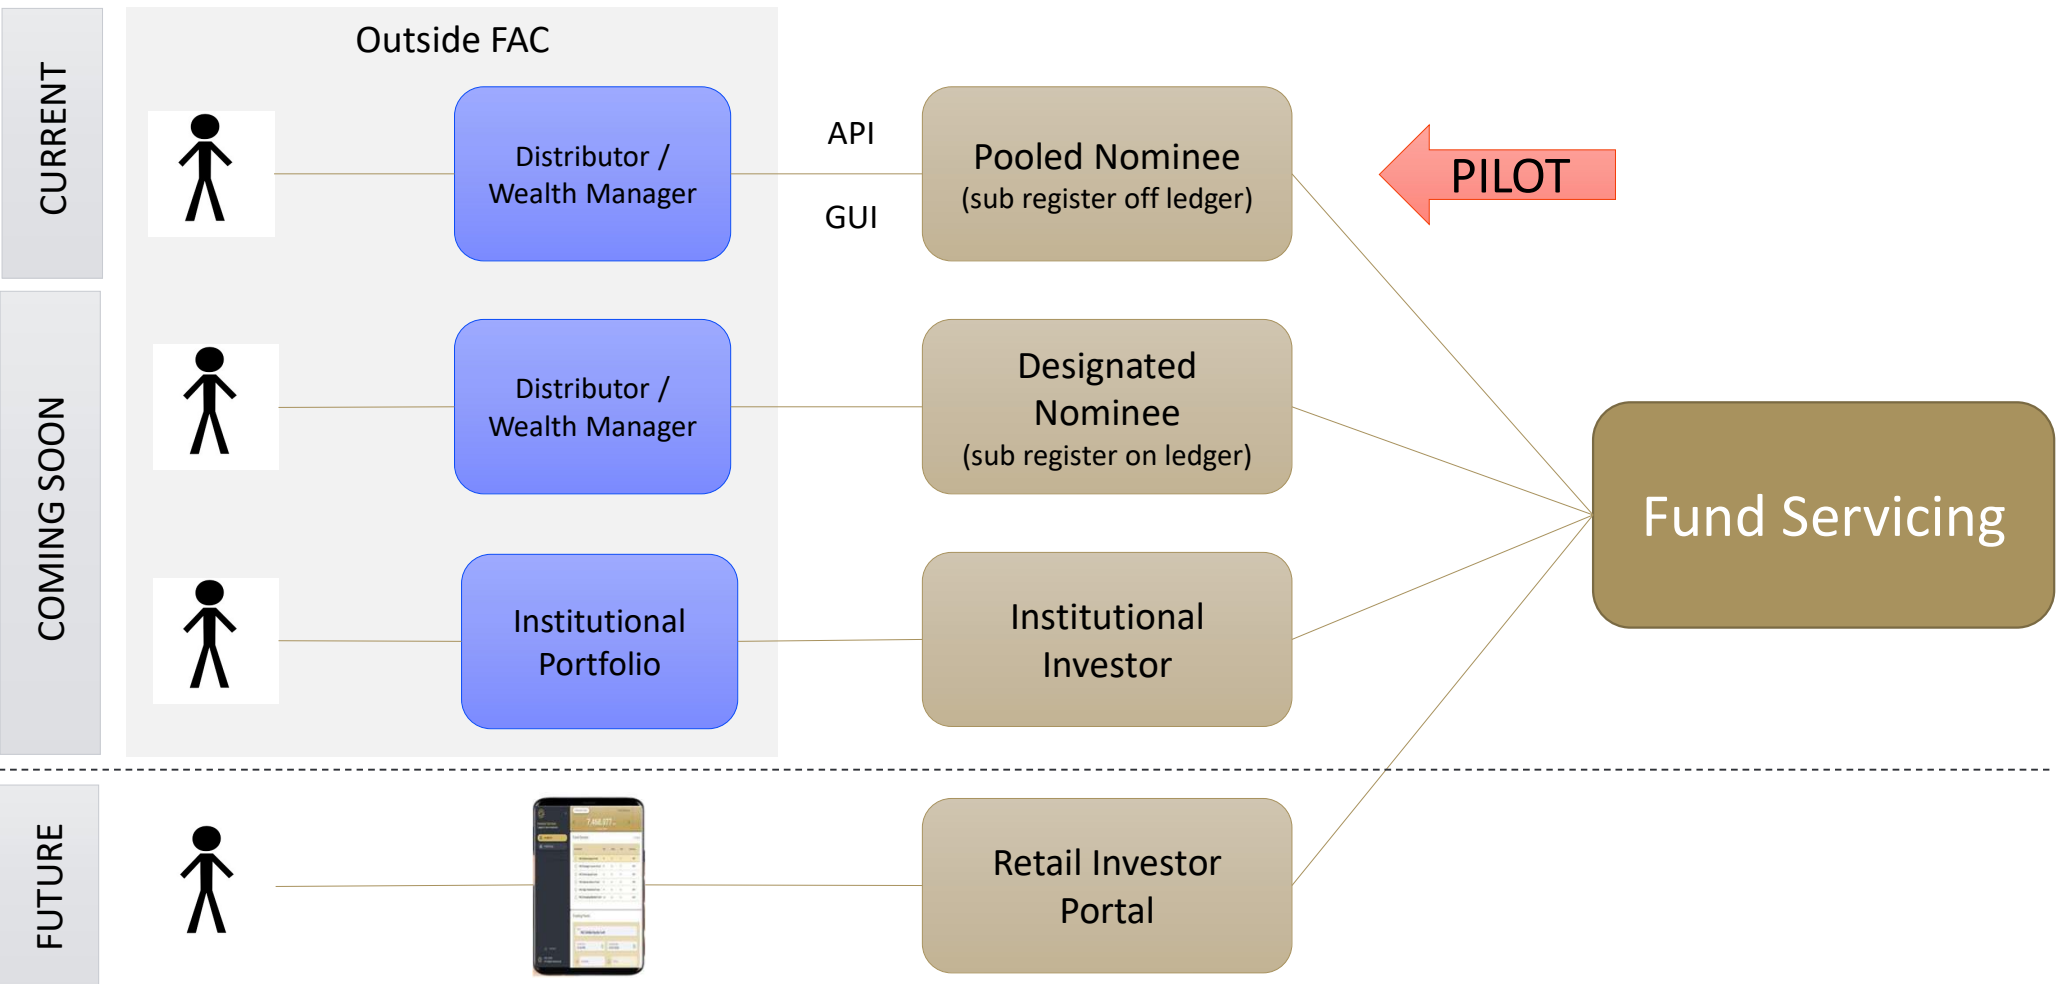 CURRENT
Outside FAC
Distributor /
Wealth Manager
API
GUI
Pooled Nominee
(sub register off ledger)
PILOT
COMING SOON
Distributor /
Wealth Manager
Designated
Nominee
(sub register on ledger)
Institutional
Portfolio
Institutional
Investor
Fund Servicing
FUTURE
Retail Investor
Portal